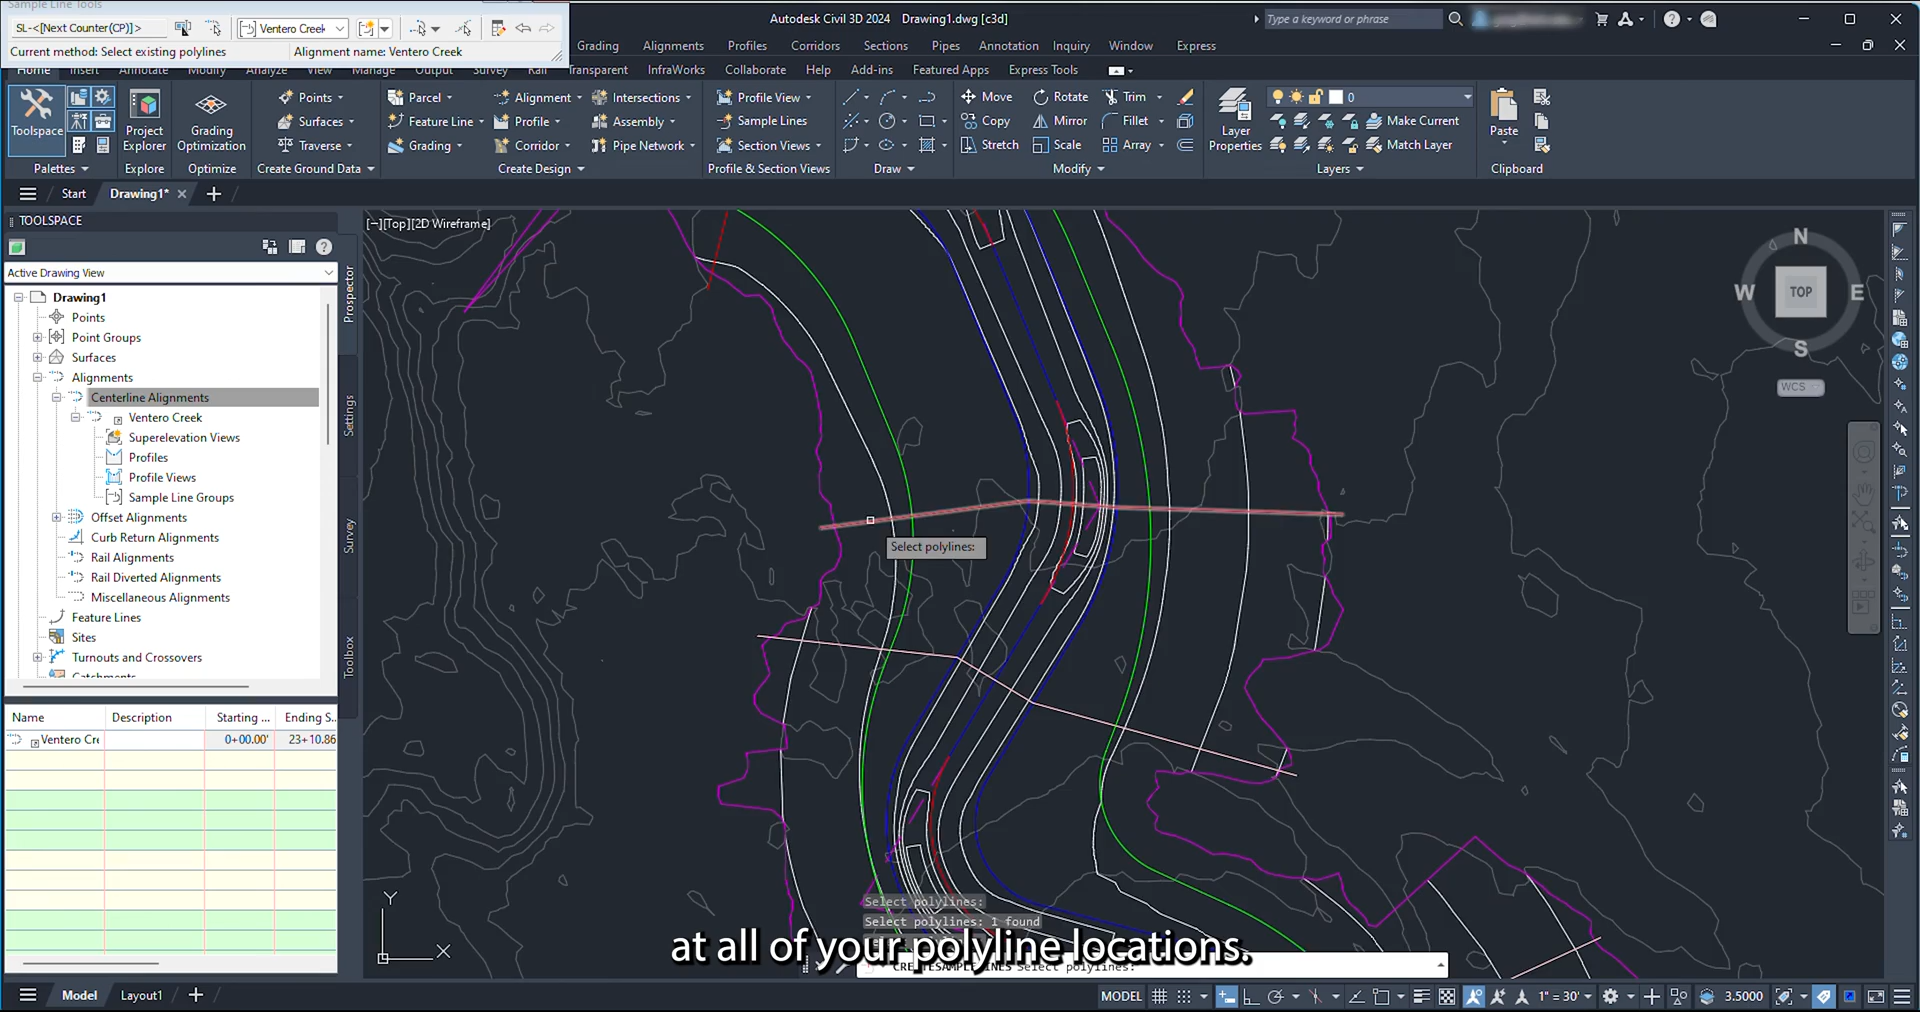 Sample Line Tools
SL-<[Next Counter(CP)]>
Ventero Creek
Current method: Select existing polylines
Alignment name: Ventero Creek
Autodesk Civil 3D 2024 Drawing1.dwg [c3d]
Type a keyword or phrase
Grading Alignments Profiles Corridors Sections Pipes Annotation Inquiry Window Express
Home Insert Annotate Modify Analyze View Manage Output Survey Rail Transparent InfraWorks Collaborate Help Add-ins Featured Apps Express Tools
Toolspace
Palettes
Project Explorer
Explore
Grading Optimization
Optimize
Points
Surfaces
Traverse
Create Ground Data
Parcel
Feature Line
Grading
Alignment
Profile
Corridor
Intersections
Assembly
Pipe Network
Create Design
Profile View
Sample Lines
Section Views
Profile & Section Views
Draw
Move
Copy
Stretch
Rotate
Mirror
Scale
Trim
Fillet
Array
Modify
Layer Properties
0
Make Current
Match Layer
Layers
Paste
Clipboard
Start
Drawing1*
TOOLSPACE
Active Drawing View
Drawing1
Points
Point Groups
Surfaces
Alignments
Centerline Alignments
Ventero Creek
Superelevation Views
Profiles
Profile Views
Sample Line Groups
Offset Alignments
Curb Return Alignments
Rail Alignments
Rail Diverted Alignments
Miscellaneous Alignments
Feature Lines
Sites
Turnouts and Crossovers
Catchments
Prospector
Settings
Survey
Toolbox
Name Description Starting ... Ending S..
Ventero Cre 0+00.00' 23+10.86
[−][Top][2D Wireframe]
N
W
TOP
E
S
WCS
Select polylines:
Y
X
Select polylines:
Select polylines: 1 found
at all of your polyline locations.
CREATESAMPLELINES Select polylines:
Model
Layout1
MODEL
1" = 30'
3.5000